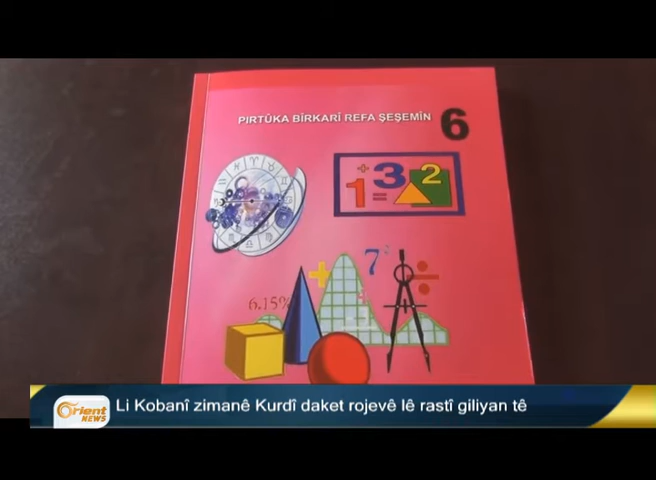 PIRTÛKA BÎRKARÎ REFA ŞEŞEMÎN 6
÷
1 3 2
=
7
+ ÷
6.15%
Orient NEWS
Li Kobanî zimanê Kurdî daket rojevê lê rastî giliyan tê